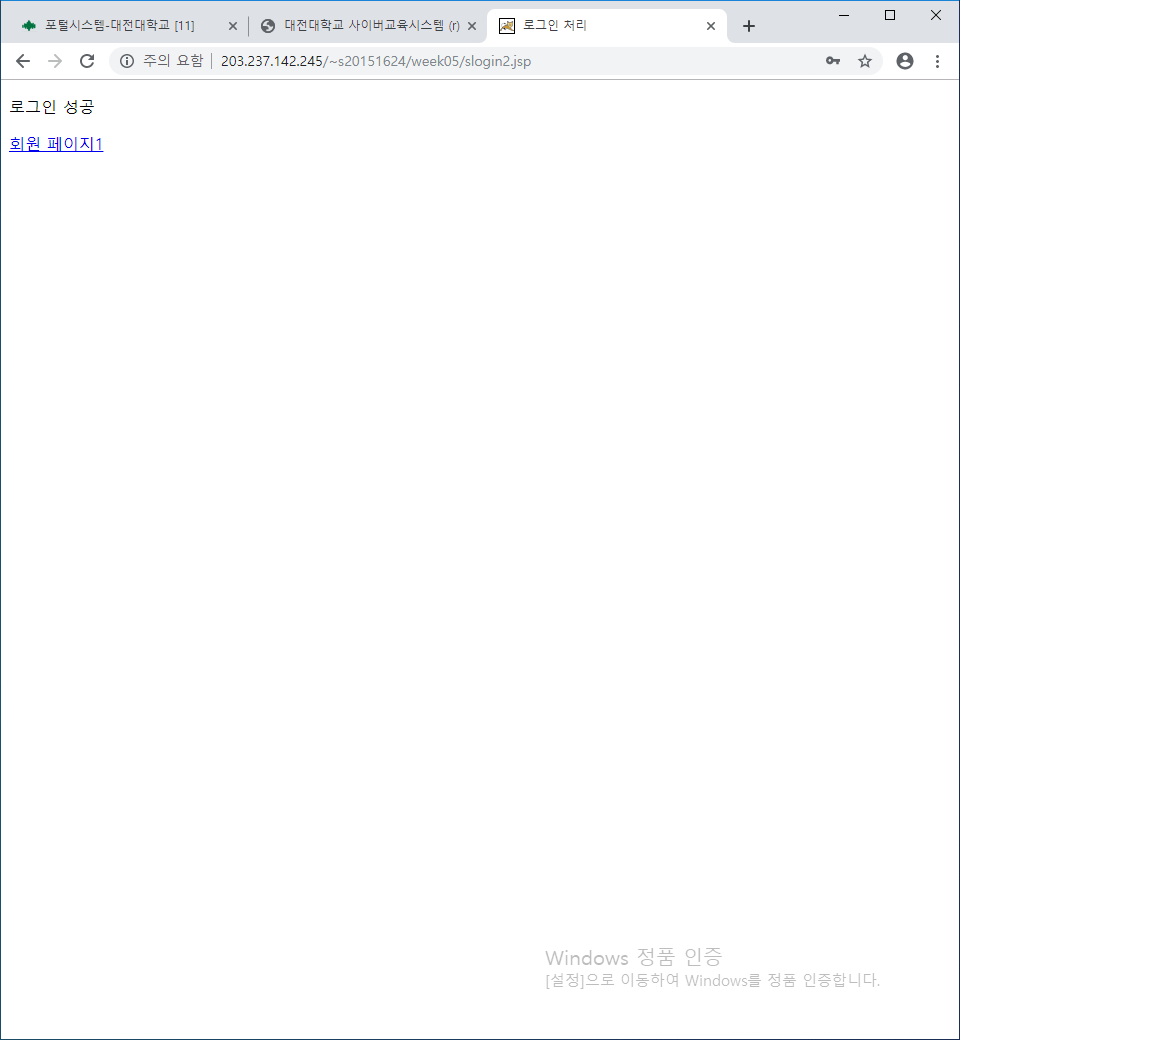 포털시스템-대전대학교 [11]
대전대학교 사이버교육시스템 (r)
로그인 처리
주의 요함
203.237.142.245/~s20151624/week05/slogin2.jsp
로그인 성공
회원 페이지1
Windows 정품 인증
[설정]으로 이동하여 Windows를 정품 인증합니다.